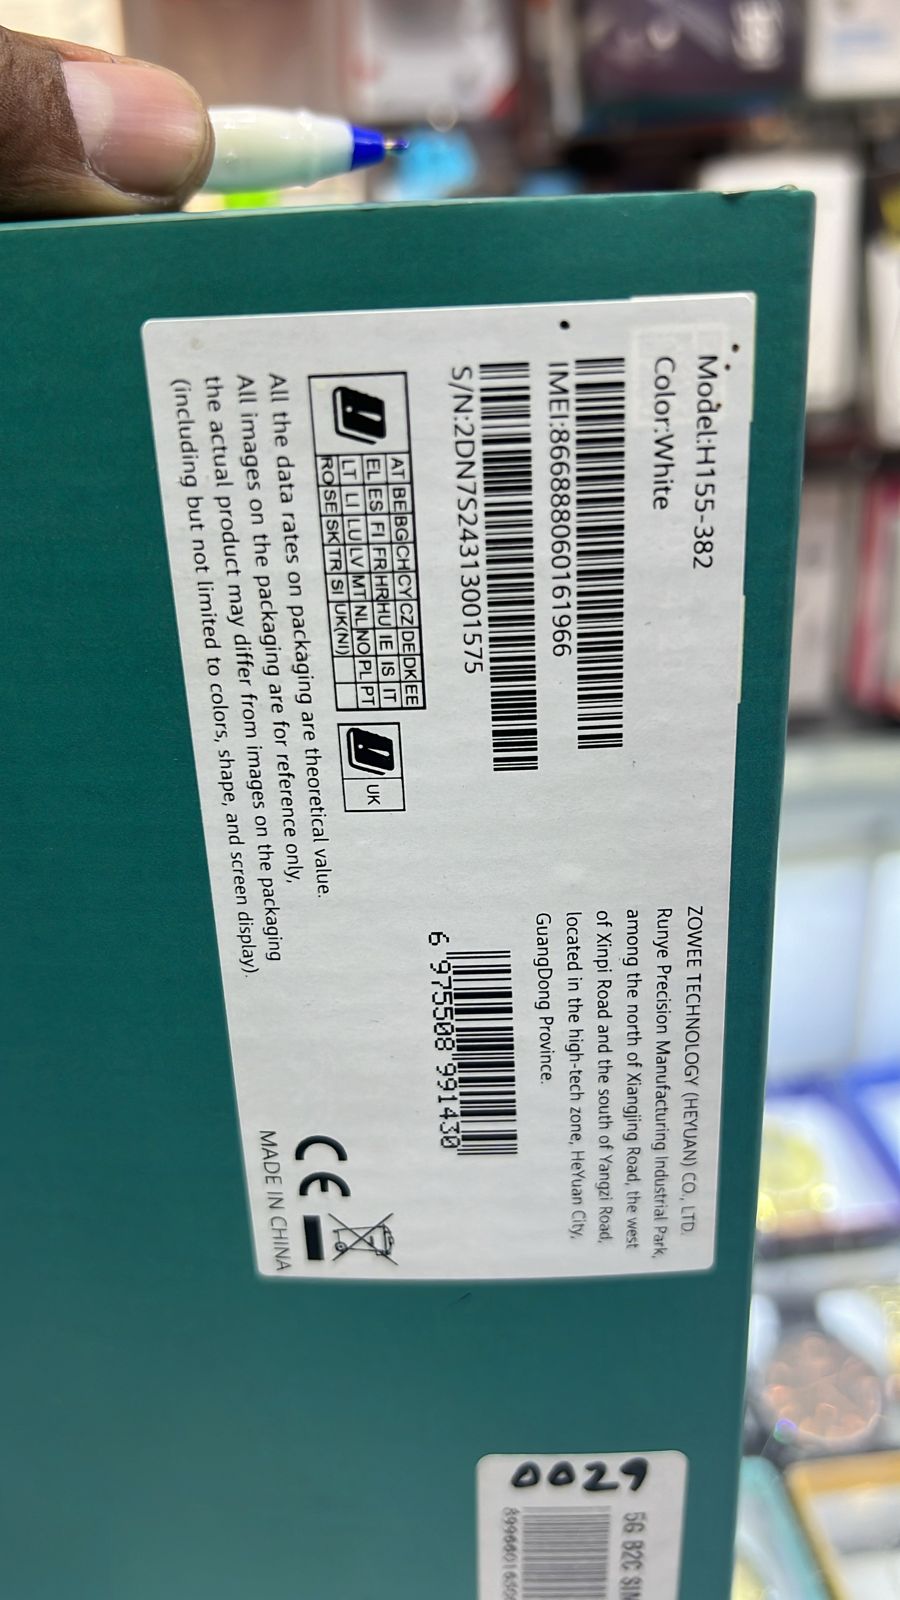 Model:H155-382
Color:White
IMEI:866888060161966
S/N:2DN7S24313001575
AT BE BG CH CY CZ DE DK EE
EL ES FI FR HR HU IE IS IT
LT LI LU LV MT NL NO PL PT
RO SE SK TR SI UK(NI)
UK
All the data rates on packaging are theoretical value.
All images on the packaging are for reference only,
the actual product may differ from images on the packaging
(including but not limited to colors, shape, and screen display).
ZOWEE TECHNOLOGY (HEYUAN) CO., LTD.
Runye Precision Manufacturing Industrial Park,
among the north of Xiangjing Road, the west
of Xinpi Road and the south of Yangzi Road,
located in the high-tech zone, HeYuan City,
GuangDong Province.
6 975508 991430
CE
MADE IN CHINA
5G B2C SIM
0029